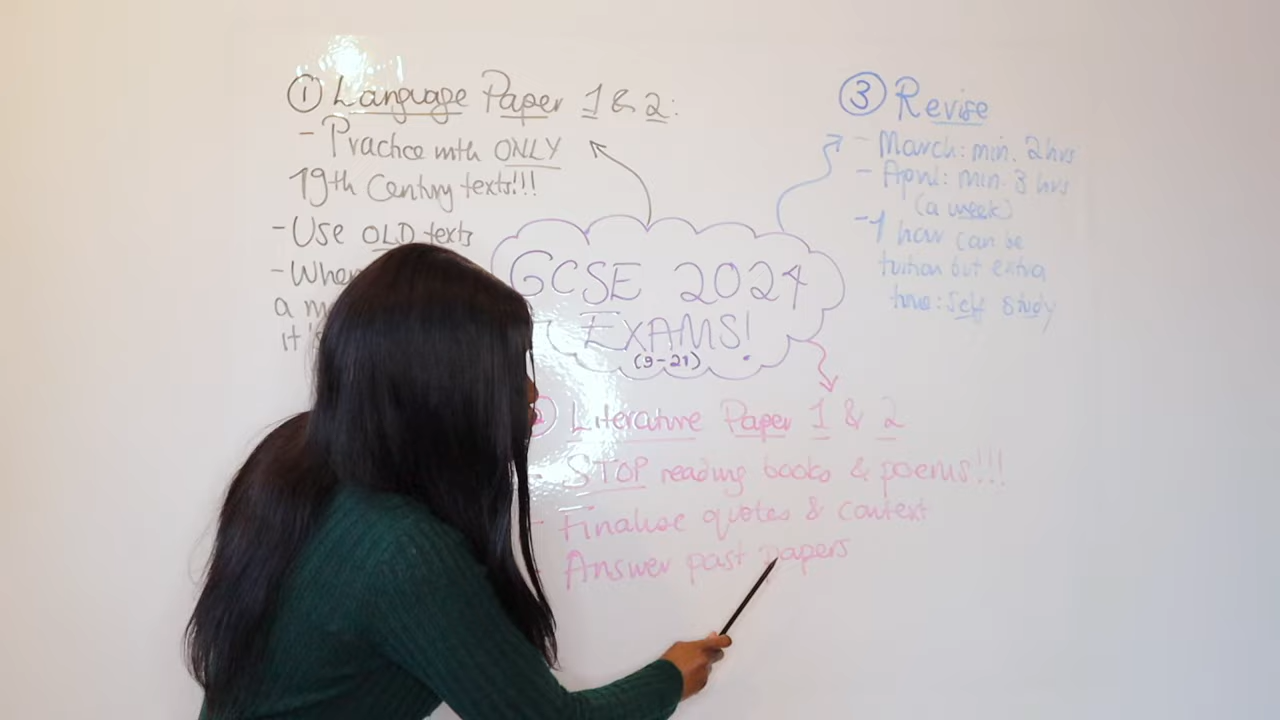 ① Language Paper 1 & 2:
- Practice with ONLY
19th Century texts!!!
- Use OLD texts
- When
a m
it's
GCSE 2024
EXAMS!
(9-21)
2 Literature Paper 1 & 2
- STOP reading books & poems!!!
- Finalise quotes & context
Answer past papers
③ Revise
- March: min. 2hrs
- April: min. 3 hrs
(a week)
- 1 hour can be
tuition but extra
time: Self study